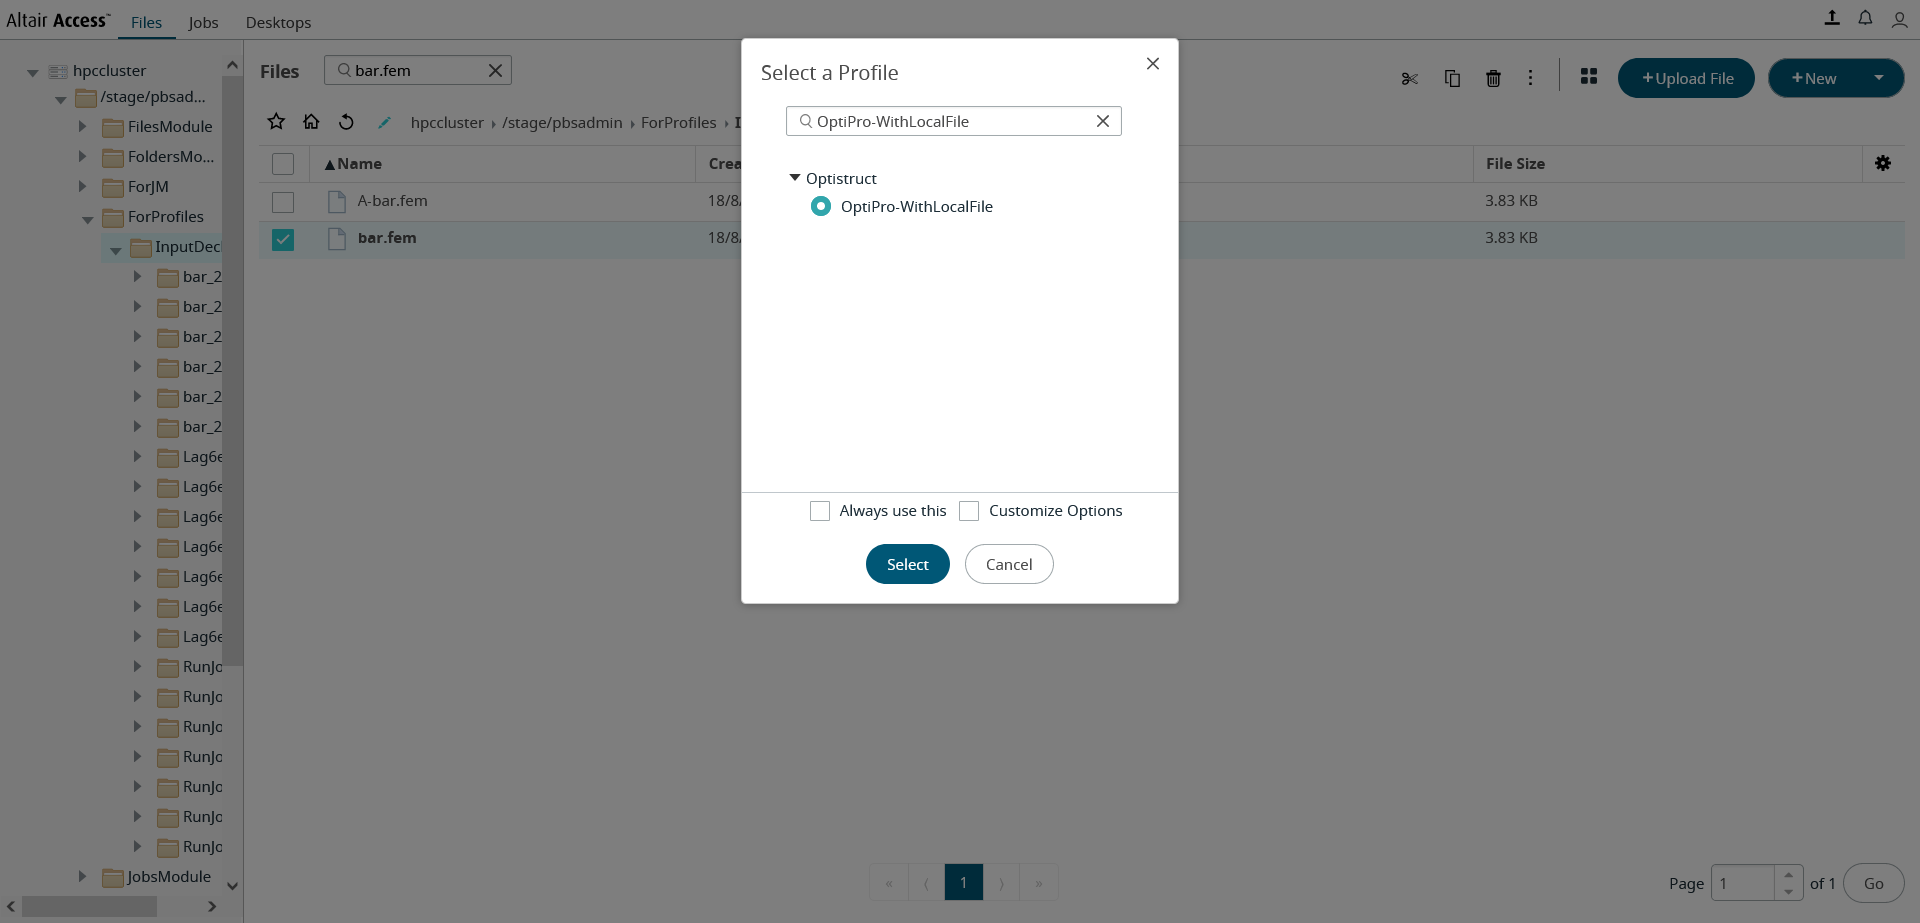 Altair Access™ Files Jobs Desktops
hpccluster
/stage/pbsad...
FilesModule
FoldersMo...
ForJM
ForProfiles
InputDec
bar_2
bar_2
bar_2
bar_2
bar_2
bar_2
Lag6e
Lag6e
Lag6e
Lag6e
Lag6e
Lag6e
Lag6e
RunJo
RunJo
RunJo
RunJo
RunJo
RunJo
RunJo
JobsModule
Files bar.fem
+Upload File +New
hpccluster › /stage/pbsadmin › ForProfiles › I
▲Name Crea File Size
A-bar.fem 18/8/ 3.83 KB
bar.fem 18/8/ 3.83 KB
Select a Profile
OptiPro-WithLocalFile
Optistruct
OptiPro-WithLocalFile
Always use this Customize Options
Select Cancel
« ⟨ 1 ⟩ »
Page 1 of 1 Go